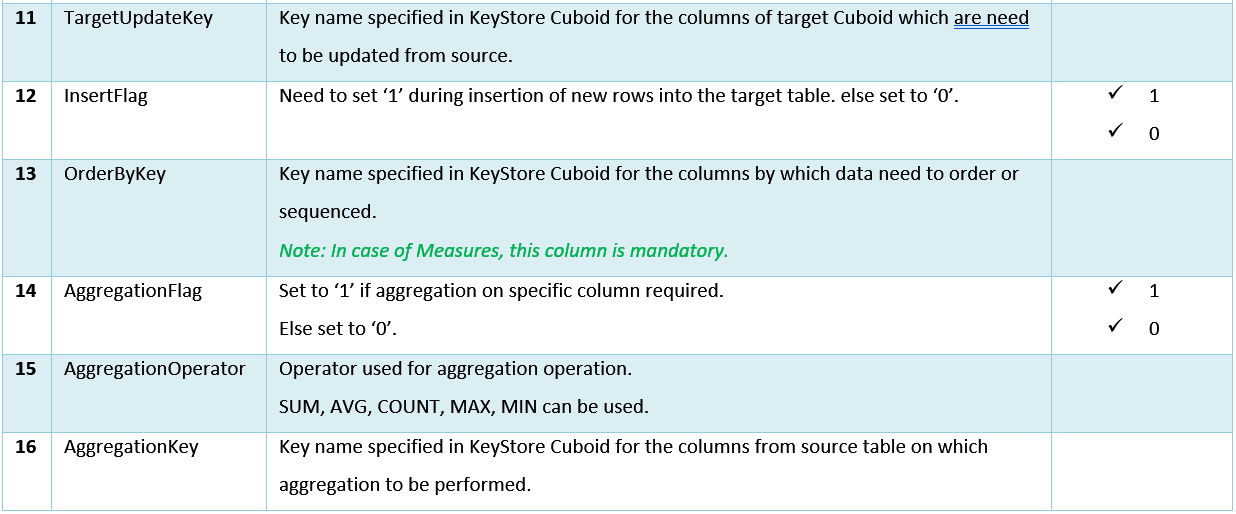 11 TargetUpdateKey Key name specified in KeyStore Cuboid for the columns of target Cuboid which are need
to be updated from source.
12 InsertFlag Need to set ‘1’ during insertion of new rows into the target table. else set to ‘0’. ✓ 1
✓ 0
13 OrderByKey Key name specified in KeyStore Cuboid for the columns by which data need to order or
sequenced.
Note: In case of Measures, this column is mandatory.
14 AggregationFlag Set to ‘1’ if aggregation on specific column required. ✓ 1
Else set to ‘0’. ✓ 0
15 AggregationOperator Operator used for aggregation operation.
SUM, AVG, COUNT, MAX, MIN can be used.
16 AggregationKey Key name specified in KeyStore Cuboid for the columns from source table on which
aggregation to be performed.